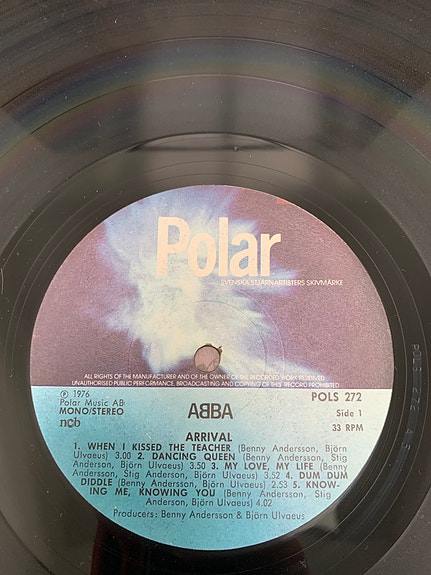 Polar
SVENSKA STJÄRNARTISTERS SKIVMÄRKE
ALL RIGHTS OF THE MANUFACTURER AND OF THE OWNER OF THE RECORDED WORK RESERVED
UNAUTHORISED PUBLIC PERFORMANCE, BROADCASTING AND COPYING OF THIS RECORD PROHIBITED
℗ 1976
Polar Music AB
MONO/STEREO
ncb
AᗺBA
POLS 272
Side 1
33 RPM
ARRIVAL
1. WHEN I KISSED THE TEACHER (Benny Andersson, Björn
Ulvaeus) 3.00 2. DANCING QUEEN (Benny Andersson, Stig
Anderson, Björn Ulvaeus) 3.50 3. MY LOVE, MY LIFE (Benny
Andersson, Stig Anderson, Björn Ulvaeus) 3.52 4. DUM DUM
DIDDLE (Benny Andersson, Björn Ulvaeus) 2.53 5. KNOW-
ING ME, KNOWING YOU (Benny Andersson, Stig
Anderson, Björn Ulvaeus) 4.02
Producers: Benny Andersson & Björn Ulvaeus
POLS 272 A